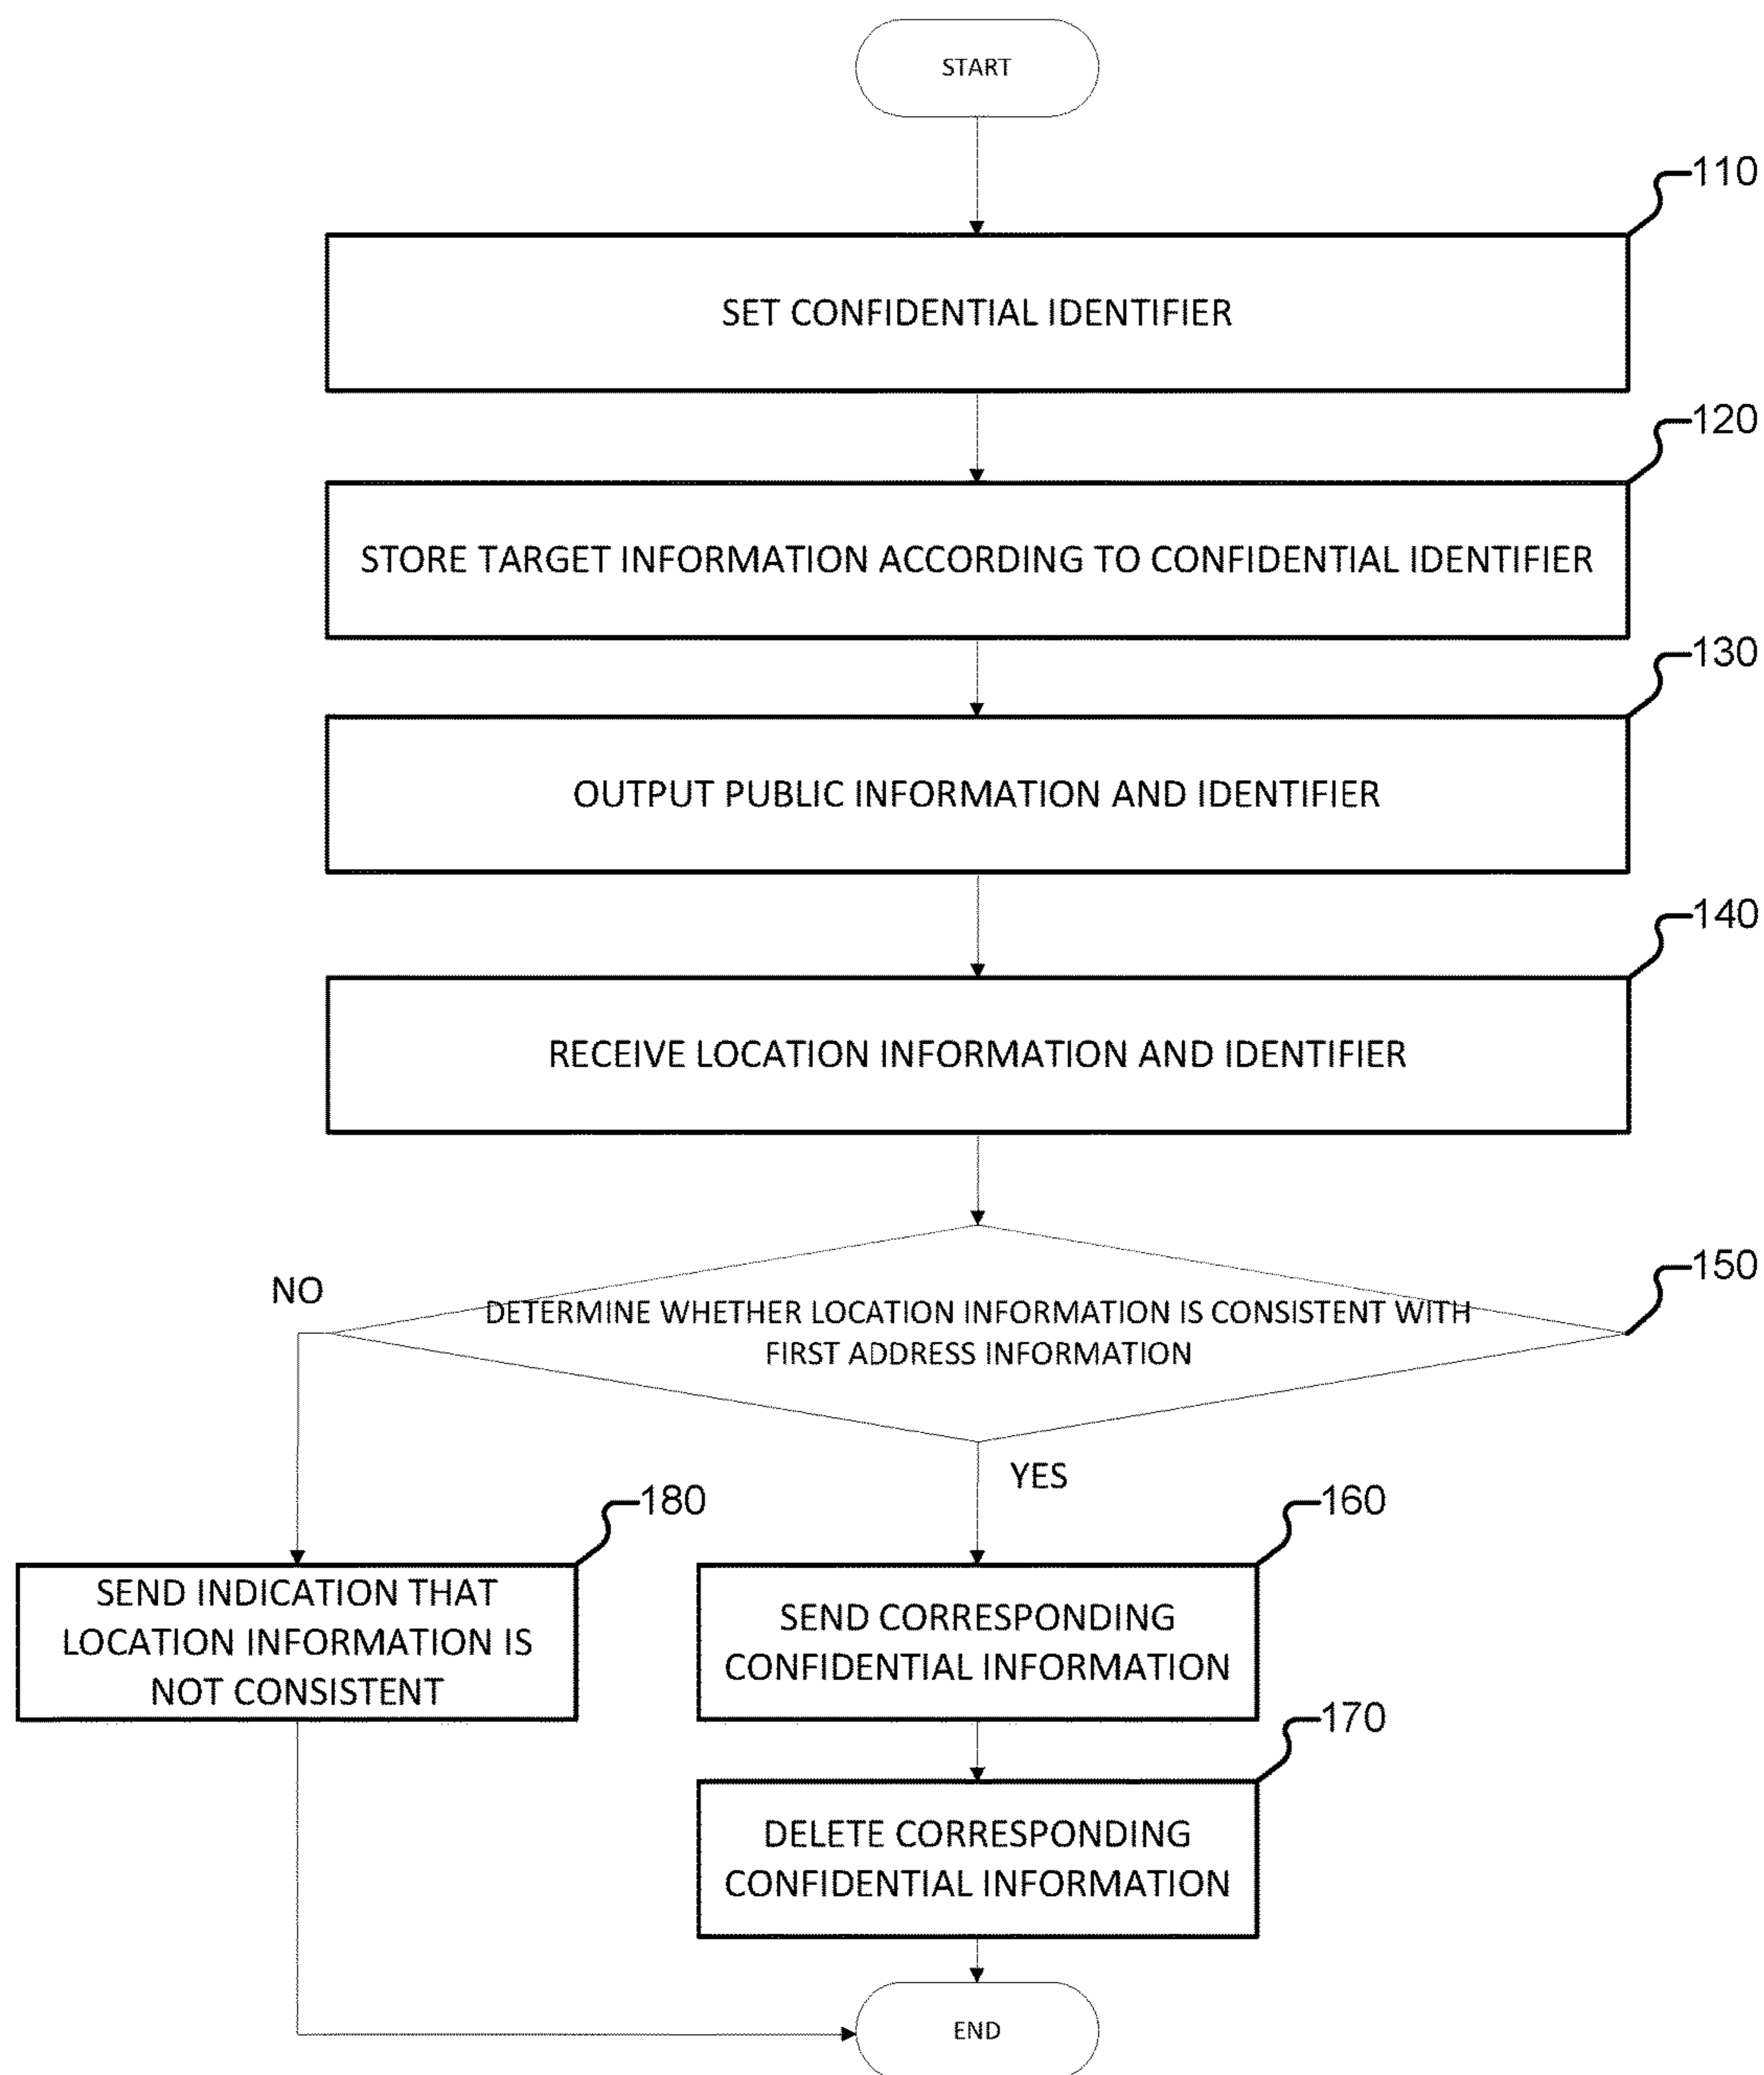 START
110
SET CONFIDENTIAL IDENTIFIER
120
STORE TARGET INFORMATION ACCORDING TO CONFIDENTIAL IDENTIFIER
130
OUTPUT PUBLIC INFORMATION AND IDENTIFIER
140
RECEIVE LOCATION INFORMATION AND IDENTIFIER
150
NO
DETERMINE WHETHER LOCATION INFORMATION IS CONSISTENT WITH
FIRST ADDRESS INFORMATION
YES
180
SEND INDICATION THAT
LOCATION INFORMATION IS
NOT CONSISTENT
160
SEND CORRESPONDING
CONFIDENTIAL INFORMATION
170
DELETE CORRESPONDING
CONFIDENTIAL INFORMATION
END